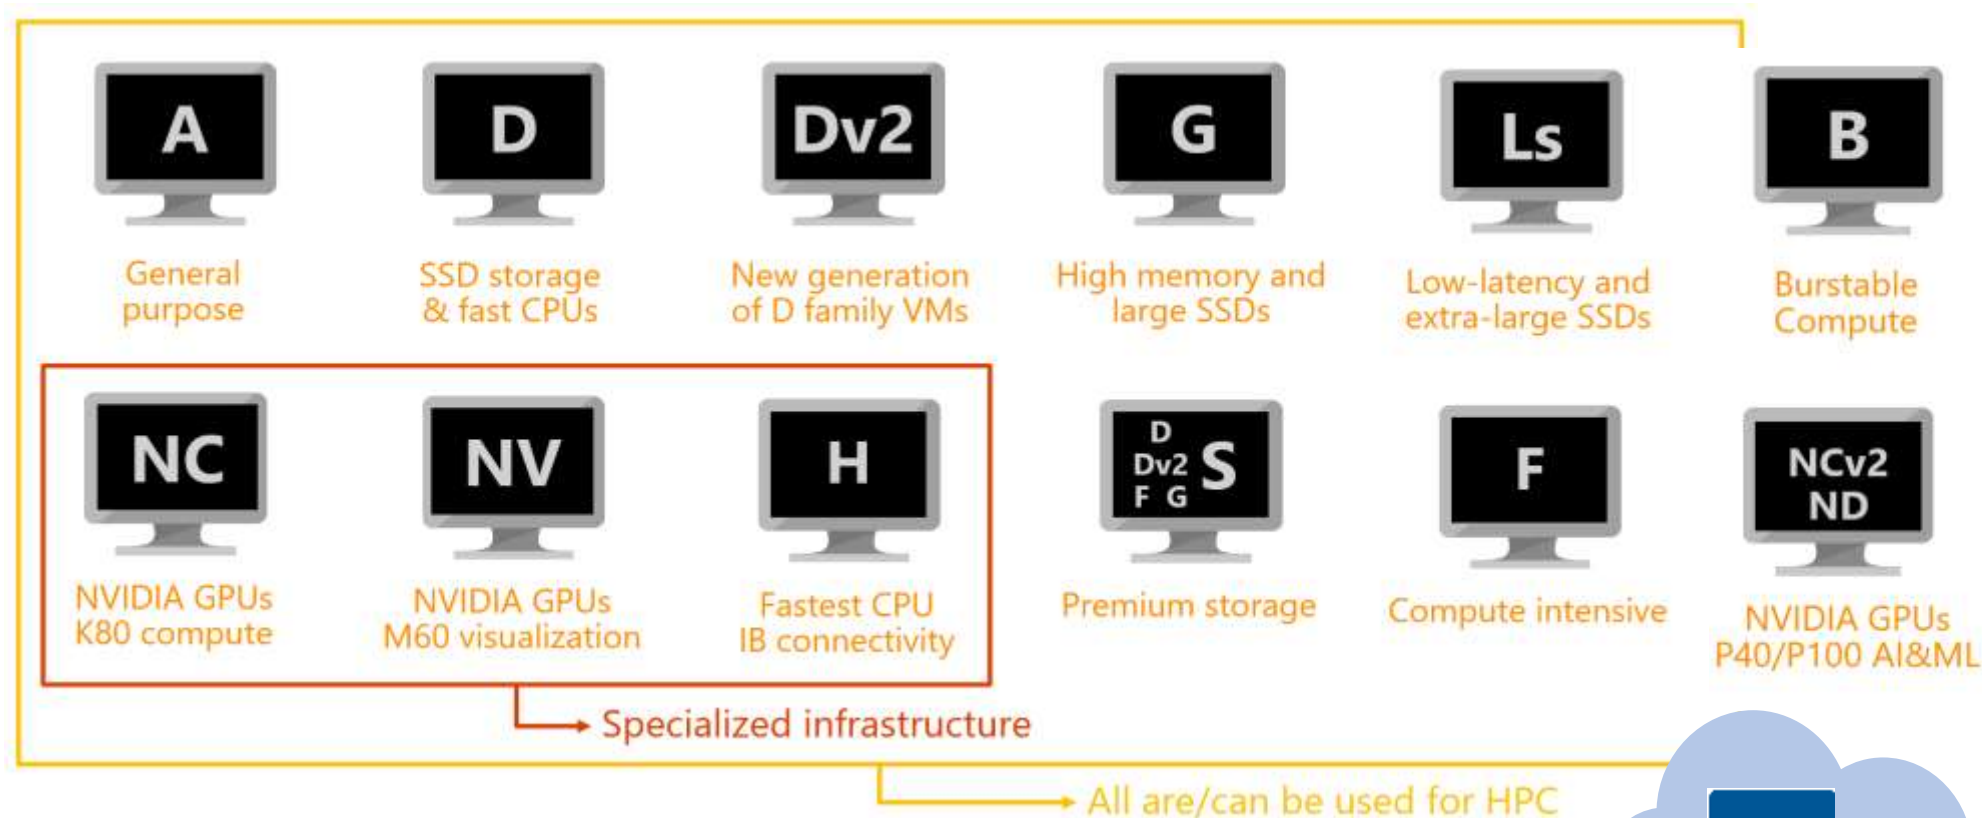 A
General
purpose
D
SSD storage
& fast CPUs
Dv2
New generation
of D family VMs
G
High memory and
large SSDs
Ls
Low-latency and
extra-large SSDs
B
Burstable
Compute
NC
NVIDIA GPUs
K80 compute
NV
NVIDIA GPUs
M60 visualization
H
Fastest CPU
IB connectivity
D
Dv2 S
F G
Premium storage
F
Compute intensive
NCv2
ND
NVIDIA GPUs
P40/P100 AI&ML
Specialized infrastructure
All are/can be used for HPC